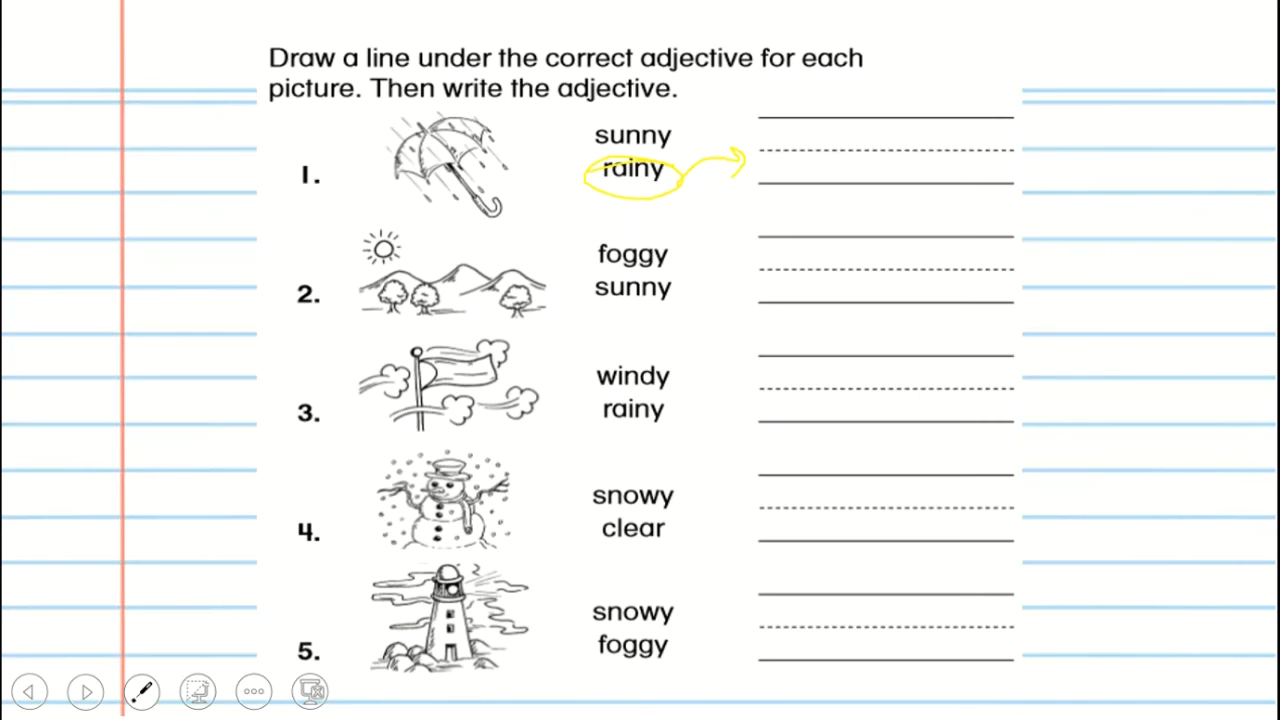 Draw a line under the correct adjective for each
picture. Then write the adjective.
1.
sunny
rainy
2.
foggy
sunny
3.
windy
rainy
4.
snowy
clear
5.
snowy
foggy